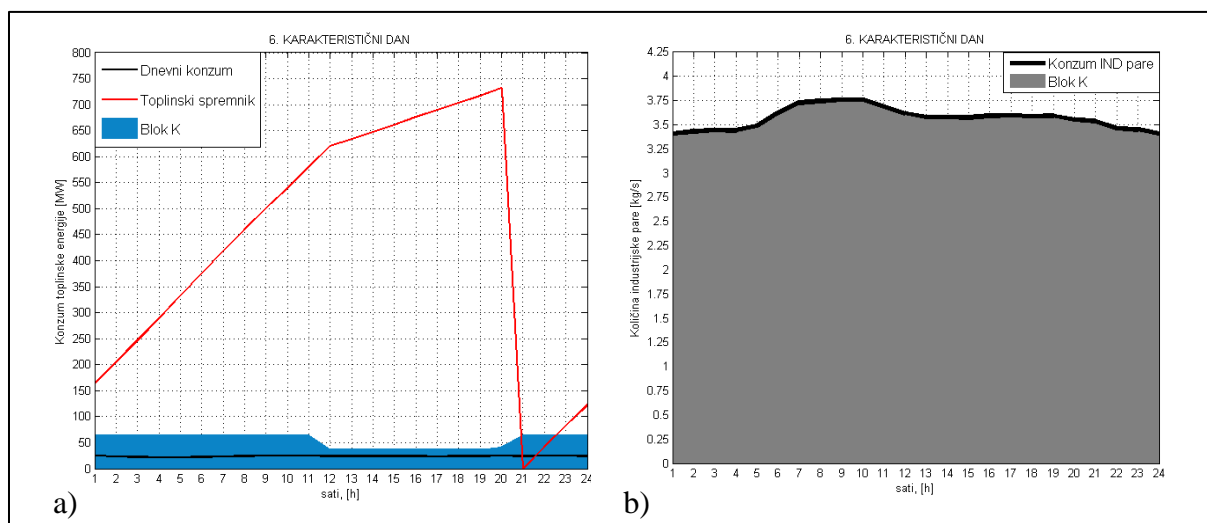 6. KARAKTERISTIČNI DAN
800
750
700
650
600
550
500
450
400
350
300
250
200
150
100
50
0
Konzum toplinske energije [MW]
Dnevni konzum
Toplinski spremnik
Blok K
1 2 3 4 5 6 7 8 9 10 11 12 13 14 15 16 17 18 19 20 21 22 23 24
sati, [h]
a)
6. KARAKTERISTIČNI DAN
4.25
4
3.75
3.5
3.25
3
2.75
2.5
2.25
2
1.75
1.5
1.25
1
0.75
0.5
0.25
0
Količina industrijske pare [kg/s]
Konzum IND pare
Blok K
1 2 3 4 5 6 7 8 9 10 11 12 13 14 15 16 17 18 19 20 21 22 23 24
sati, [h]
b)